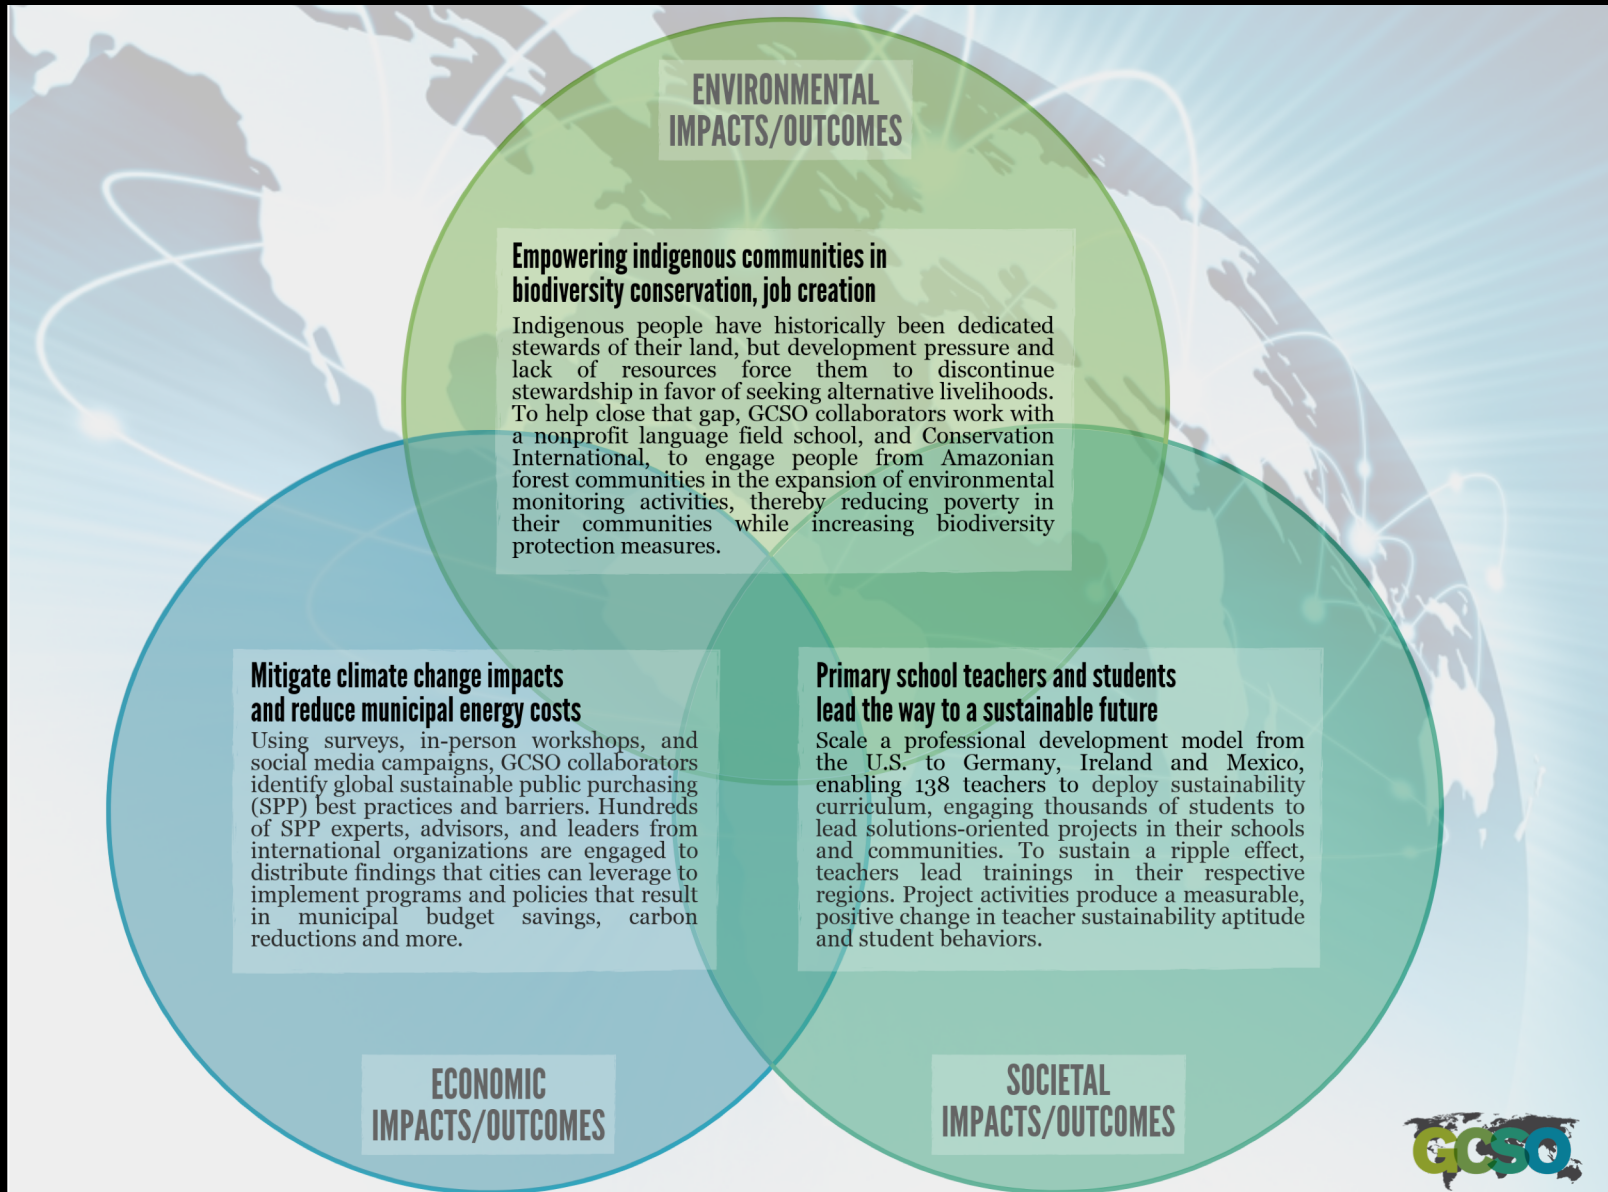 ENVIRONMENTAL
IMPACTS/OUTCOMES
Empowering indigenous communities in
biodiversity conservation, job creation
Indigenous people have historically been dedicated
stewards of their land, but development pressure and
lack of resources force them to discontinue
stewardship in favor of seeking alternative livelihoods.
To help close that gap, GCSO collaborators work with
a nonprofit language field school, and Conservation
International, to engage people from Amazonian
forest communities in the expansion of environmental
monitoring activities, thereby reducing poverty in
their communities while increasing biodiversity
protection measures.
Mitigate climate change impacts
and reduce municipal energy costs
Using surveys, in-person workshops, and
social media campaigns, GCSO collaborators
identify global sustainable public purchasing
(SPP) best practices and barriers. Hundreds
of SPP experts, advisors, and leaders from
international organizations are engaged to
distribute findings that cities can leverage to
implement programs and policies that result
in municipal budget savings, carbon
reductions and more.
Primary school teachers and students
lead the way to a sustainable future
Scale a professional development model from
the U.S. to Germany, Ireland and Mexico,
enabling 138 teachers to deploy sustainability
curriculum, engaging thousands of students to
lead solutions-oriented projects in their schools
and communities. To sustain a ripple effect,
teachers lead trainings in their respective
regions. Project activities produce a measurable,
positive change in teacher sustainability aptitude
and student behaviors.
ECONOMIC
IMPACTS/OUTCOMES
SOCIETAL
IMPACTS/OUTCOMES
GCSO